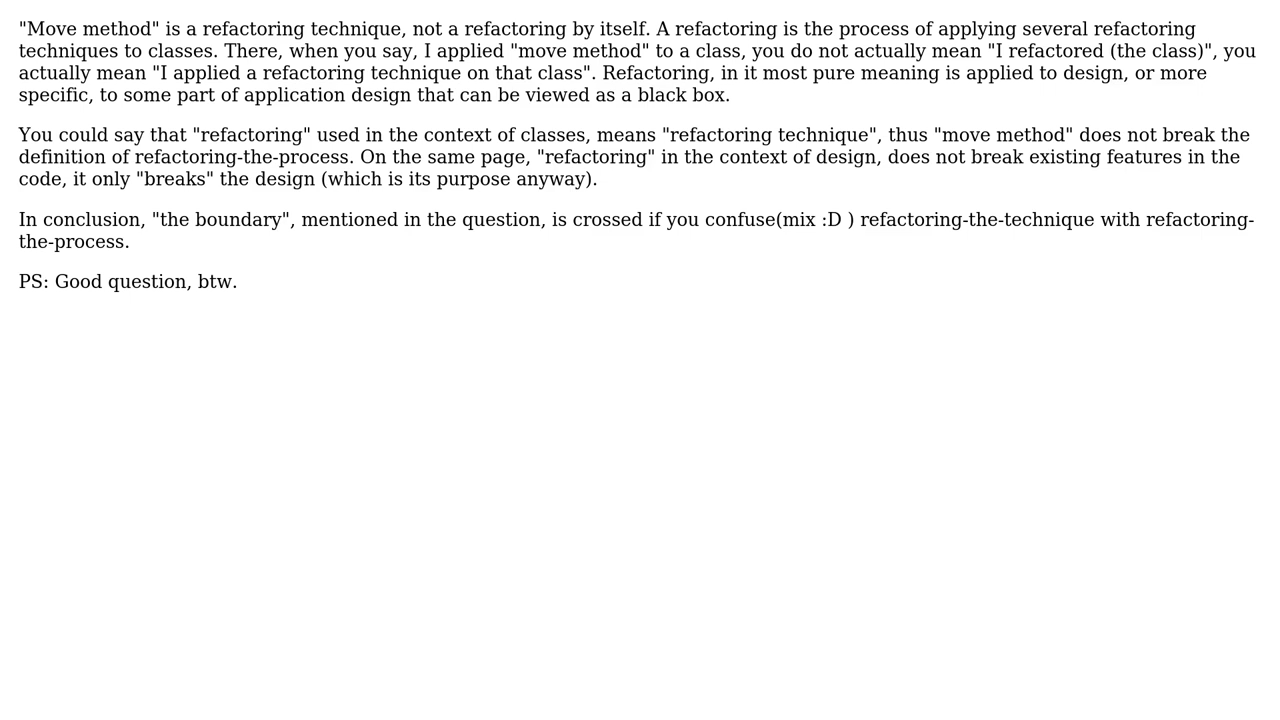 "Move method" is a refactoring technique, not a refactoring by itself. A refactoring is the process of applying several refactoring
techniques to classes. There, when you say, I applied "move method" to a class, you do not actually mean "I refactored (the class)", you
actually mean "I applied a refactoring technique on that class". Refactoring, in it most pure meaning is applied to design, or more
specific, to some part of application design that can be viewed as a black box.
You could say that "refactoring" used in the context of classes, means "refactoring technique", thus "move method" does not break the
definition of refactoring-the-process. On the same page, "refactoring" in the context of design, does not break existing features in the
code, it only "breaks" the design (which is its purpose anyway).
In conclusion, "the boundary", mentioned in the question, is crossed if you confuse(mix :D ) refactoring-the-technique with refactoring-
the-process.
PS: Good question, btw.